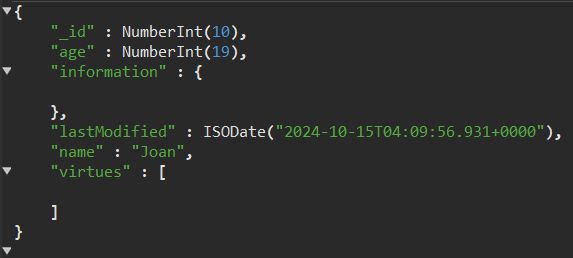 {
"_id" : NumberInt(10),
"age" : NumberInt(19),
"information" : {
},
"lastModified" : ISODate("2024-10-15T04:09:56.931+0000"),
"name" : "Joan",
"virtues" : [
]
}